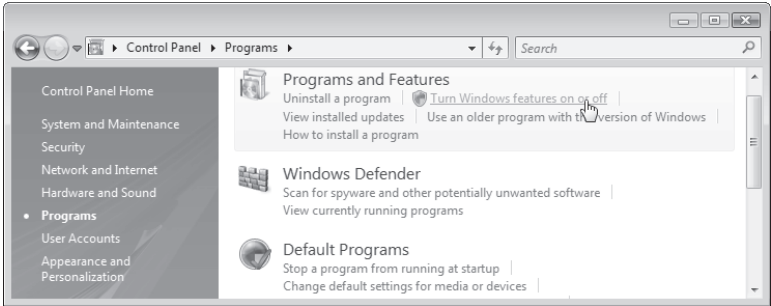 Control Panel ▸ Programs ▸
Search
Control Panel Home
System and Maintenance
Security
Network and Internet
Hardware and Sound
Programs
User Accounts
Appearance and
Personalization
Programs and Features
Uninstall a program
Turn Windows features on or off
View installed updates
Use an older program with this version of Windows
How to install a program
Windows Defender
Scan for spyware and other potentially unwanted software
View currently running programs
Default Programs
Stop a program from running at startup
Change default settings for media or devices